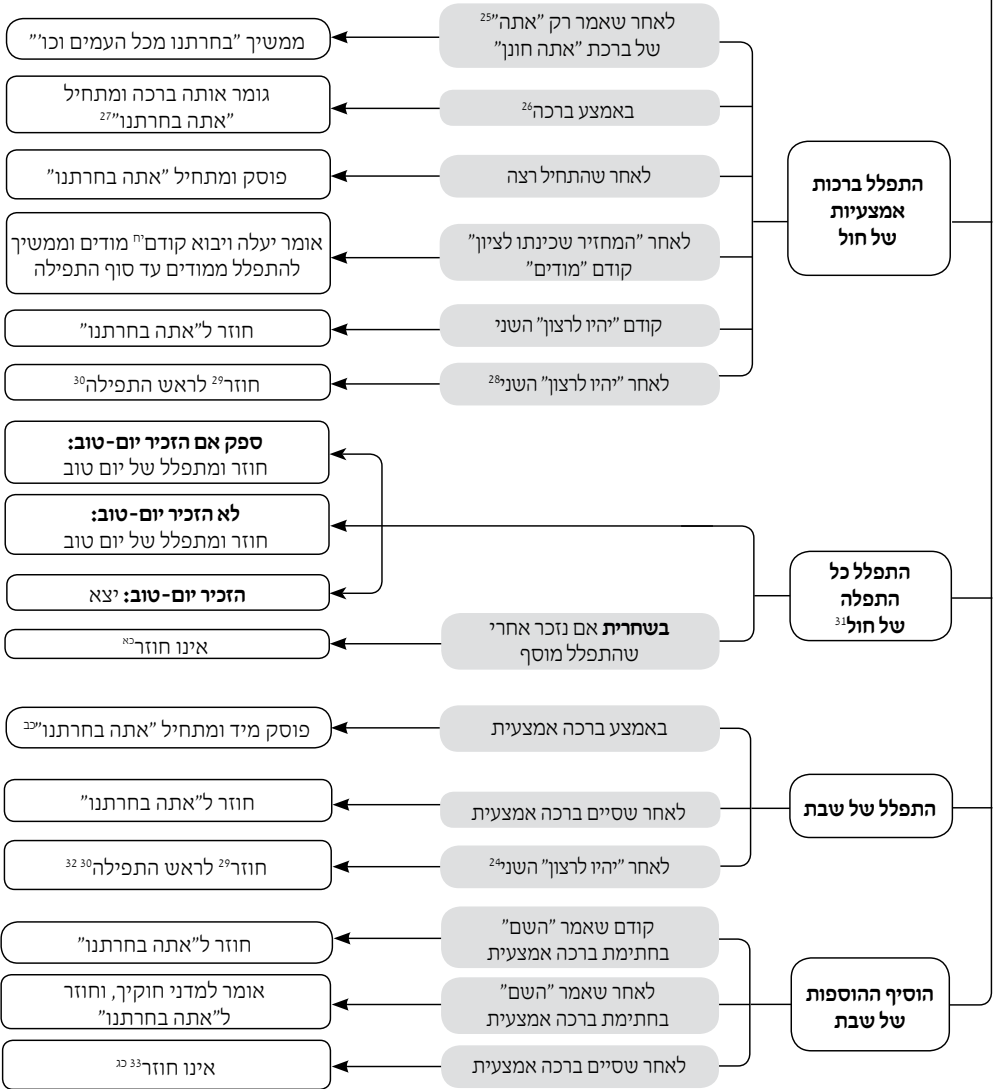 התפלל ברכות
אמצעיות
של חול
לאחר שאמר רק "אתה"25
של ברכת "אתה חונן"
ממשיך "בחרתנו מכל העמים וכו'"
באמצע ברכה26
גומר אותה ברכה ומתחיל
"אתה בחרתנו"27
לאחר שהתחיל רצה
פוסק ומתחיל "אתה בחרתנו"
לאחר "המחזיר שכינתו לציון"
קודם "מודים"
אומר יעלה ויבוא קודםיח מודים וממשיך
להתפלל ממודים עד סוף התפילה
קודם "יהיו לרצון" השני
חוזר ל"אתה בחרתנו"
לאחר "יהיו לרצון" השני28
חוזר29 לראש התפילה30
התפלל כל
התפלה
של חול31
ספק אם הזכיר יום-טוב:
חוזר ומתפלל של יום טוב
לא הזכיר יום-טוב:
חוזר ומתפלל של יום טוב
הזכיר יום-טוב: יצא
בשחרית אם נזכר אחרי
שהתפלל מוסף
אינו חוזרכא
התפלל של שבת
באמצע ברכה אמצעית
פוסק מיד ומתחיל "אתה בחרתנו"כב
לאחר שסיים ברכה אמצעית
חוזר ל"אתה בחרתנו"
לאחר "יהיו לרצון" השני24
חוזר29 לראש התפילה30 32
הוסיף ההוספות
של שבת
קודם שאמר "השם"
בחתימת ברכה אמצעית
חוזר ל"אתה בחרתנו"
לאחר שאמר "השם"
בחתימת ברכה אמצעית
אומר למדני חוקיך, וחוזר
ל"אתה בחרתנו"
לאחר שסיים ברכה אמצעית
אינו חוזר33 כג